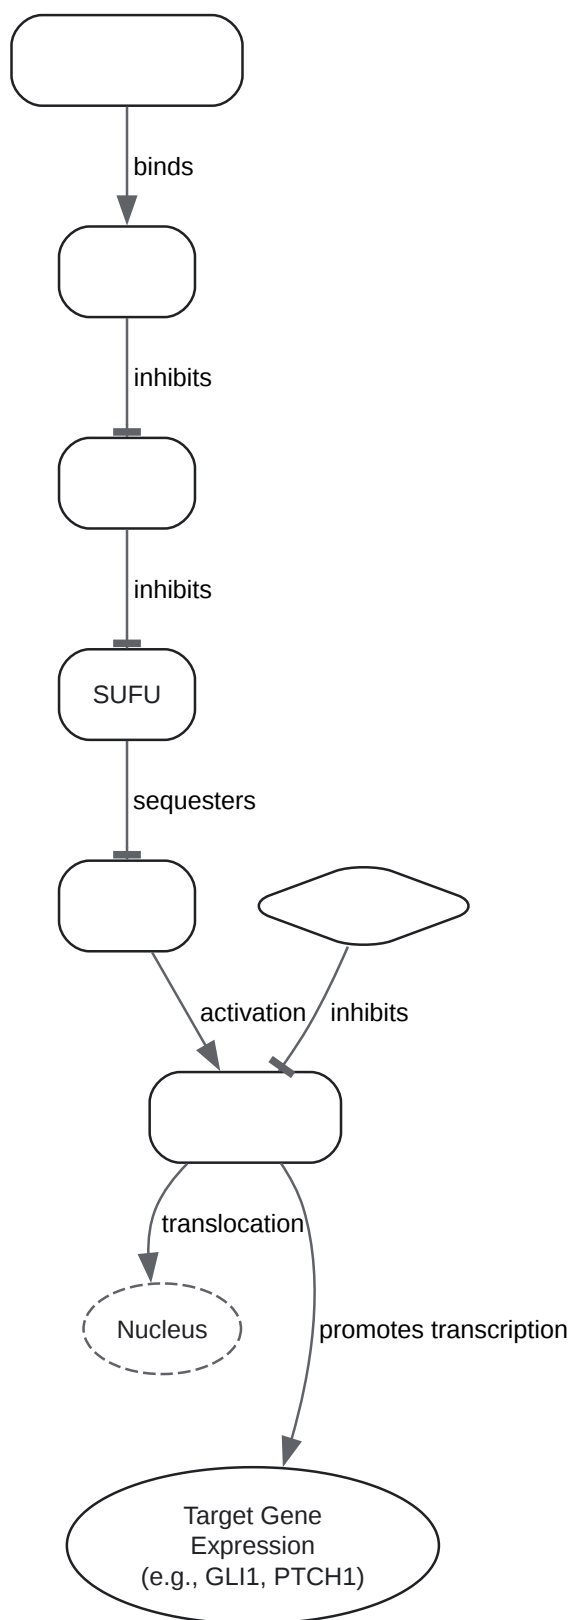 binds
inhibits
inhibits
SUFU
sequesters
activation
inhibits
translocation
Nucleus
promotes transcription
Target Gene
Expression
(e.g., GLI1, PTCH1)